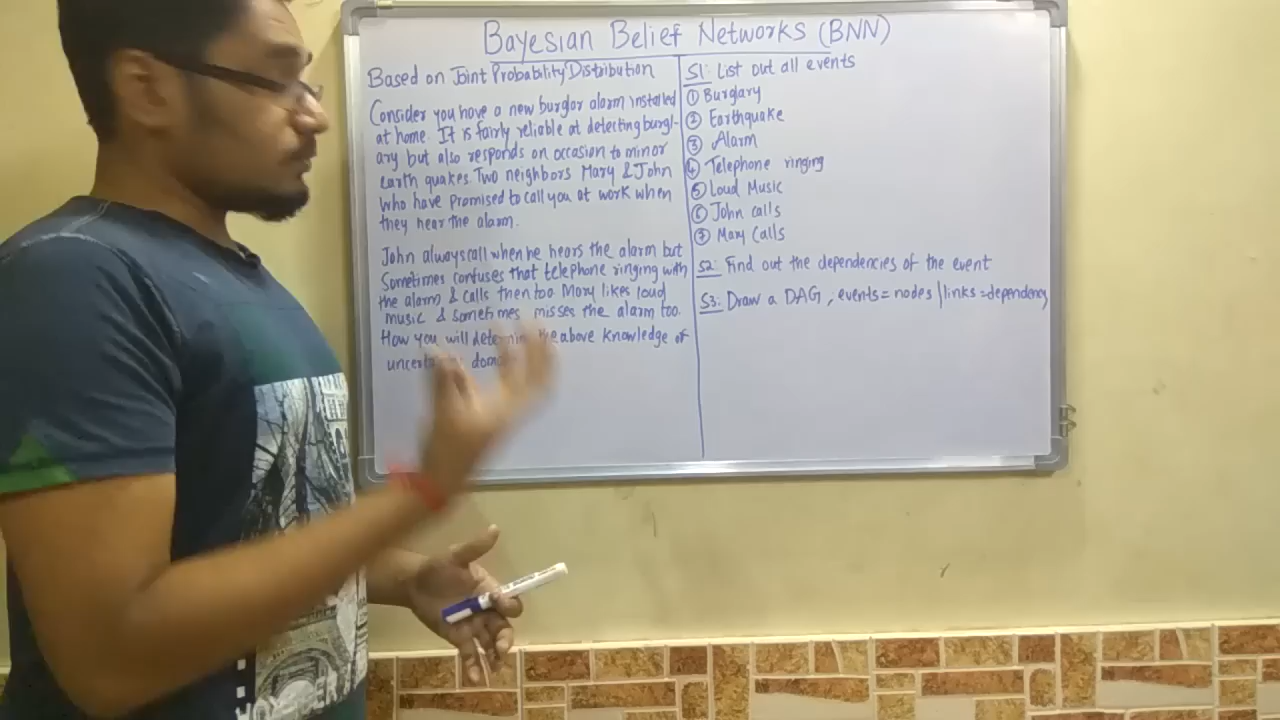 Bayesian Belief Networks (BNN)
Based on Joint Probability Distribution
Consider you have a new burglar alarm installed
at home. It is fairly reliable at detecting burgl-
ary but also responds on occasion to minor
earth quakes. Two neighbors Mary & John
who have promised to call you at work when
they hear the alarm.
John always call when he hears the alarm but
Sometimes confuses that telephone ringing with
the alarm & calls then too. Mary likes loud
music & sometimes misses the alarm too.
How you will determine the above knowledge of
S1: List out all events
① Burglary
② Earthquake
③ Alarm
④ Telephone ringing
⑤ Loud Music
⑥ John calls
⑦ Mary Calls
S2: Find out the dependencies of the event
S3: Draw a DAG, events = nodes / links = dependency